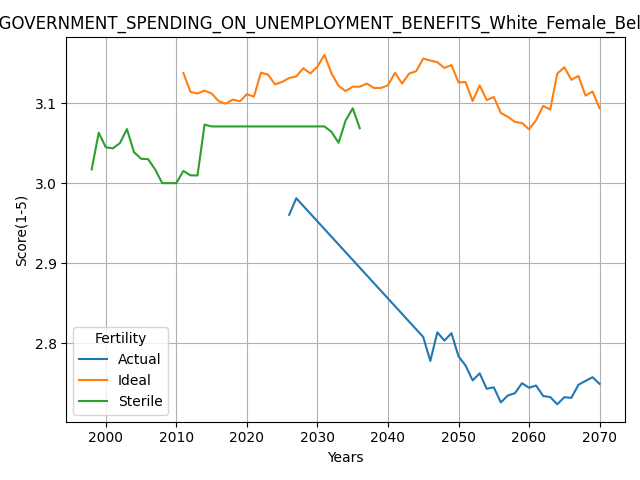 GOVERNMENT_SPENDING_ON_UNEMPLOYMENT_BENEFITS_White_Female_Bel
Score(1-5)
3.1
3.0
2.9
2.8
Fertility
Actual
Ideal
Sterile
2000 2010 2020 2030 2040 2050 2060 2070
Years